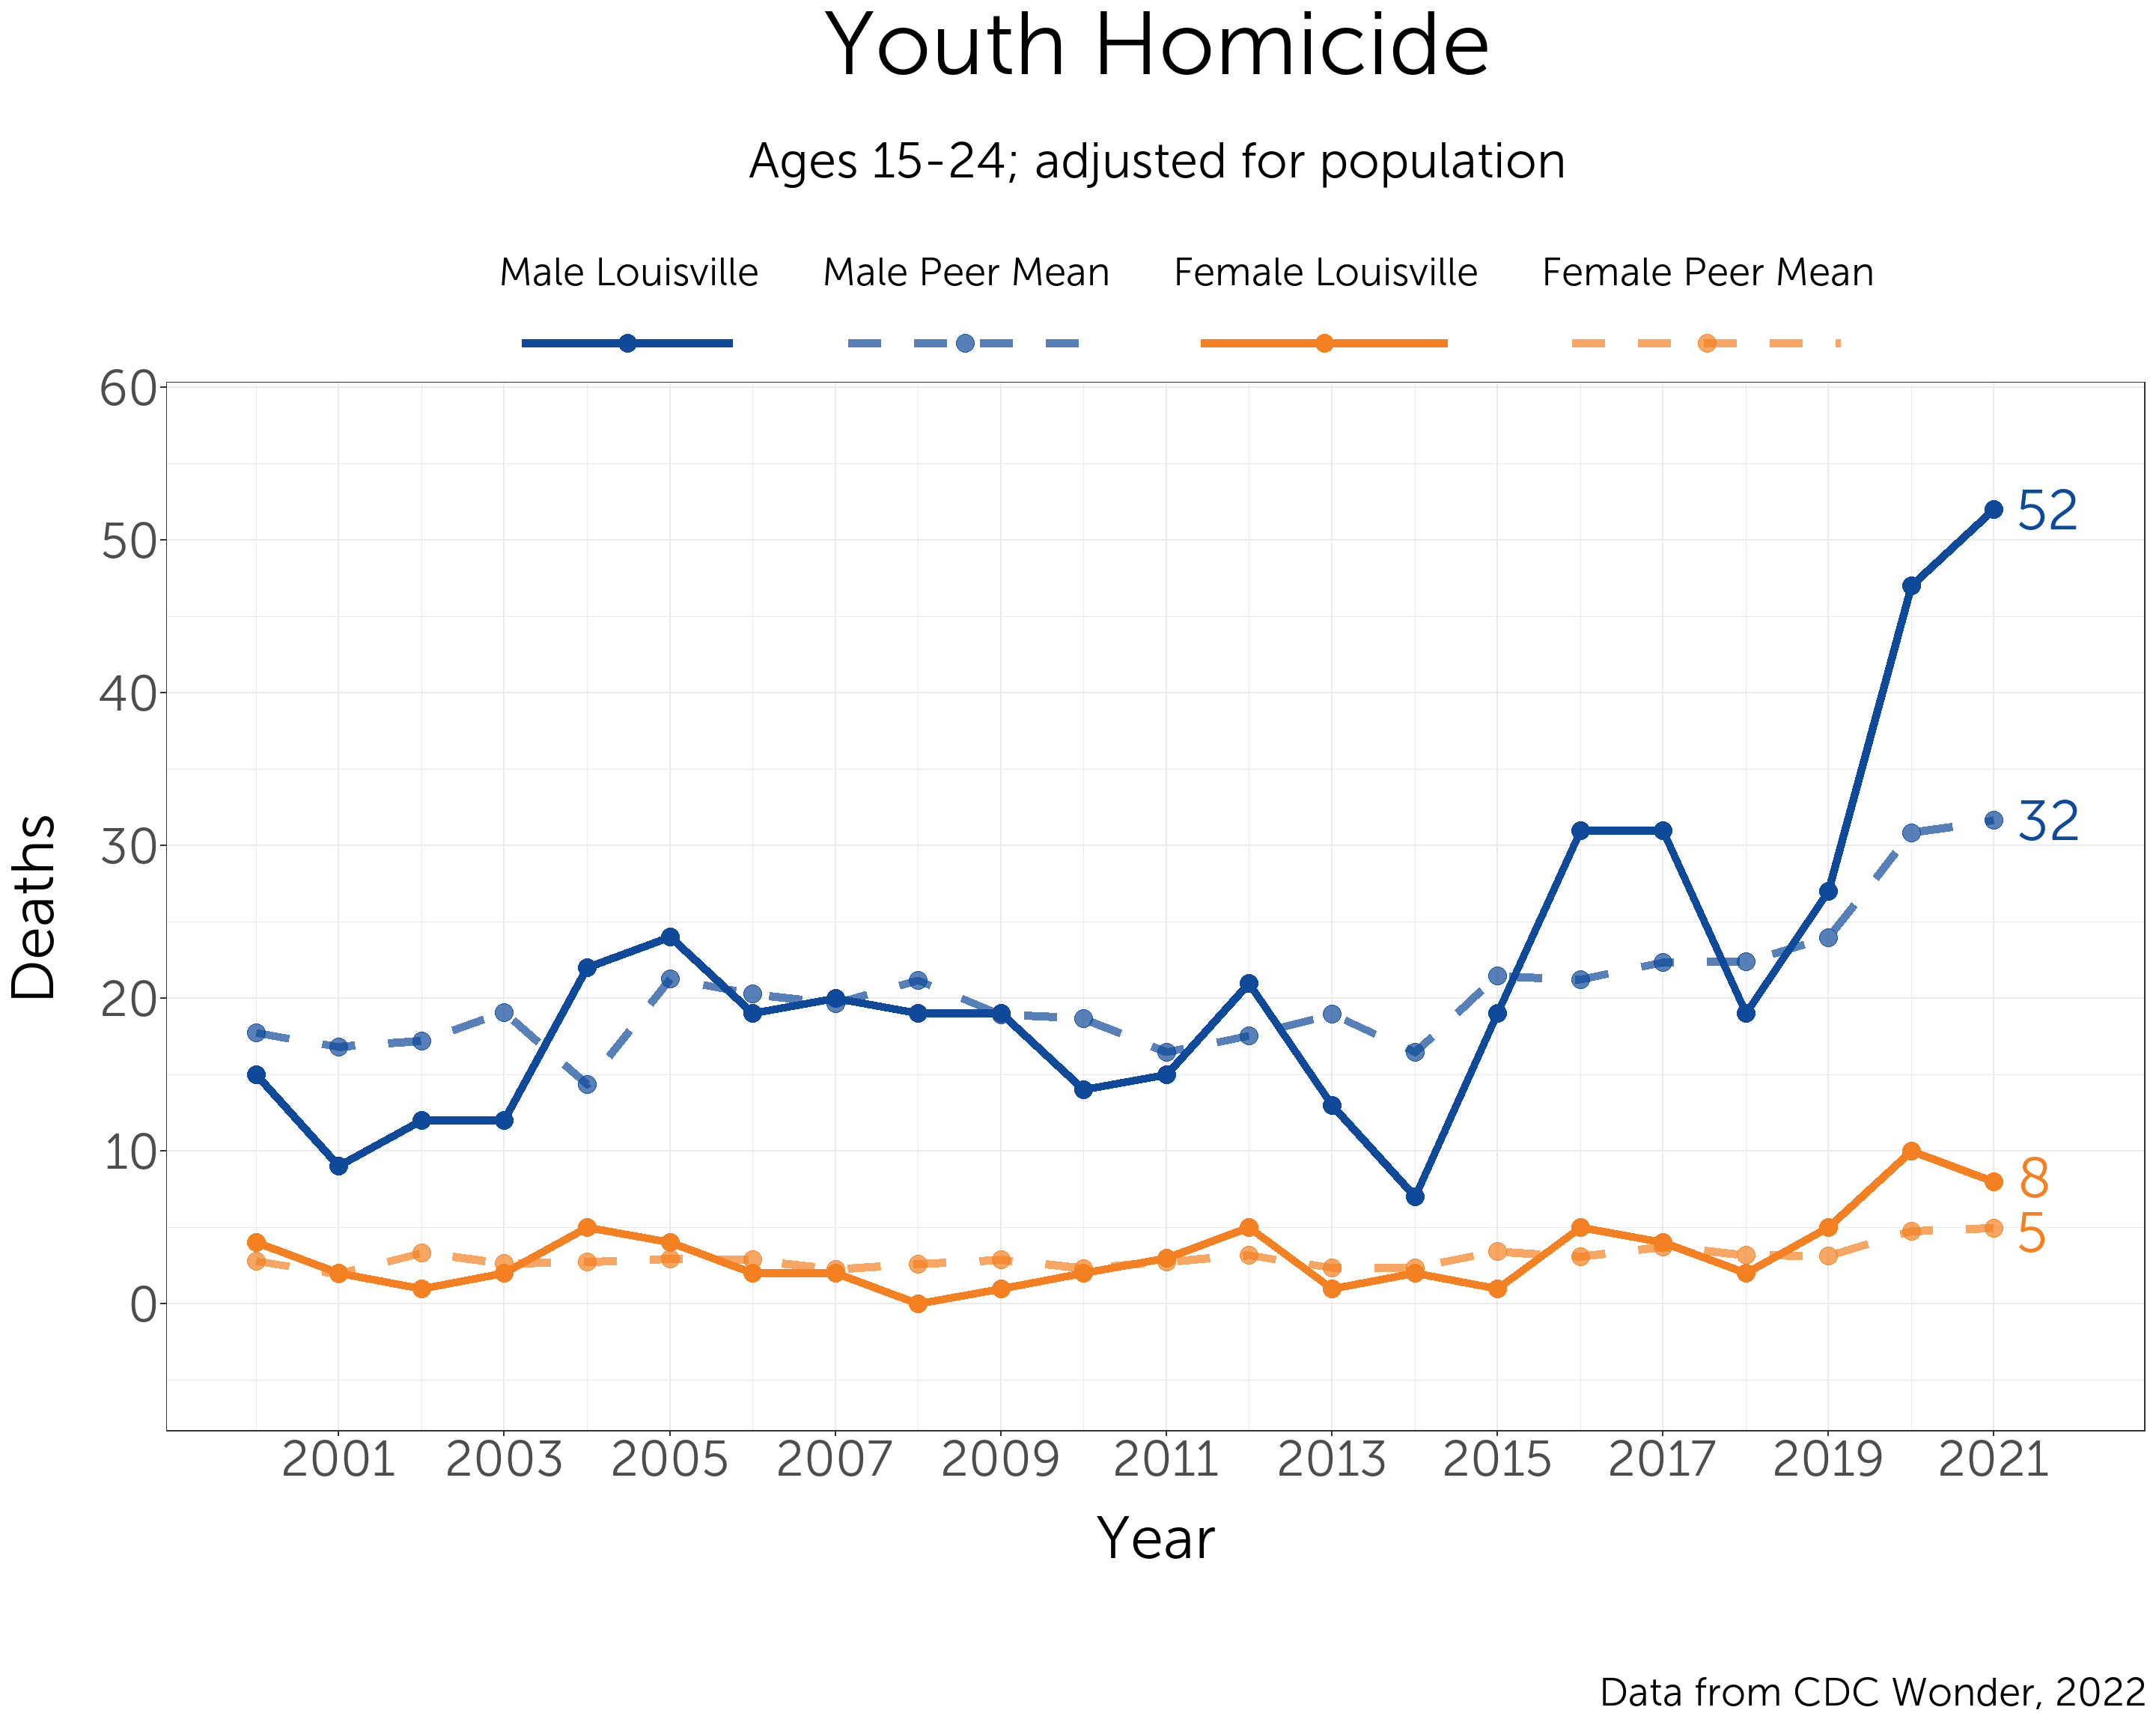 Youth Homicide
Ages 15-24; adjusted for population
Male Louisville Male Peer Mean Female Louisville Female Peer Mean
60
50
40
30
20
10
0
Deaths
52
32
8
5
2001 2003 2005 2007 2009 2011 2013 2015 2017 2019 2021
Year
Data from CDC Wonder, 2022